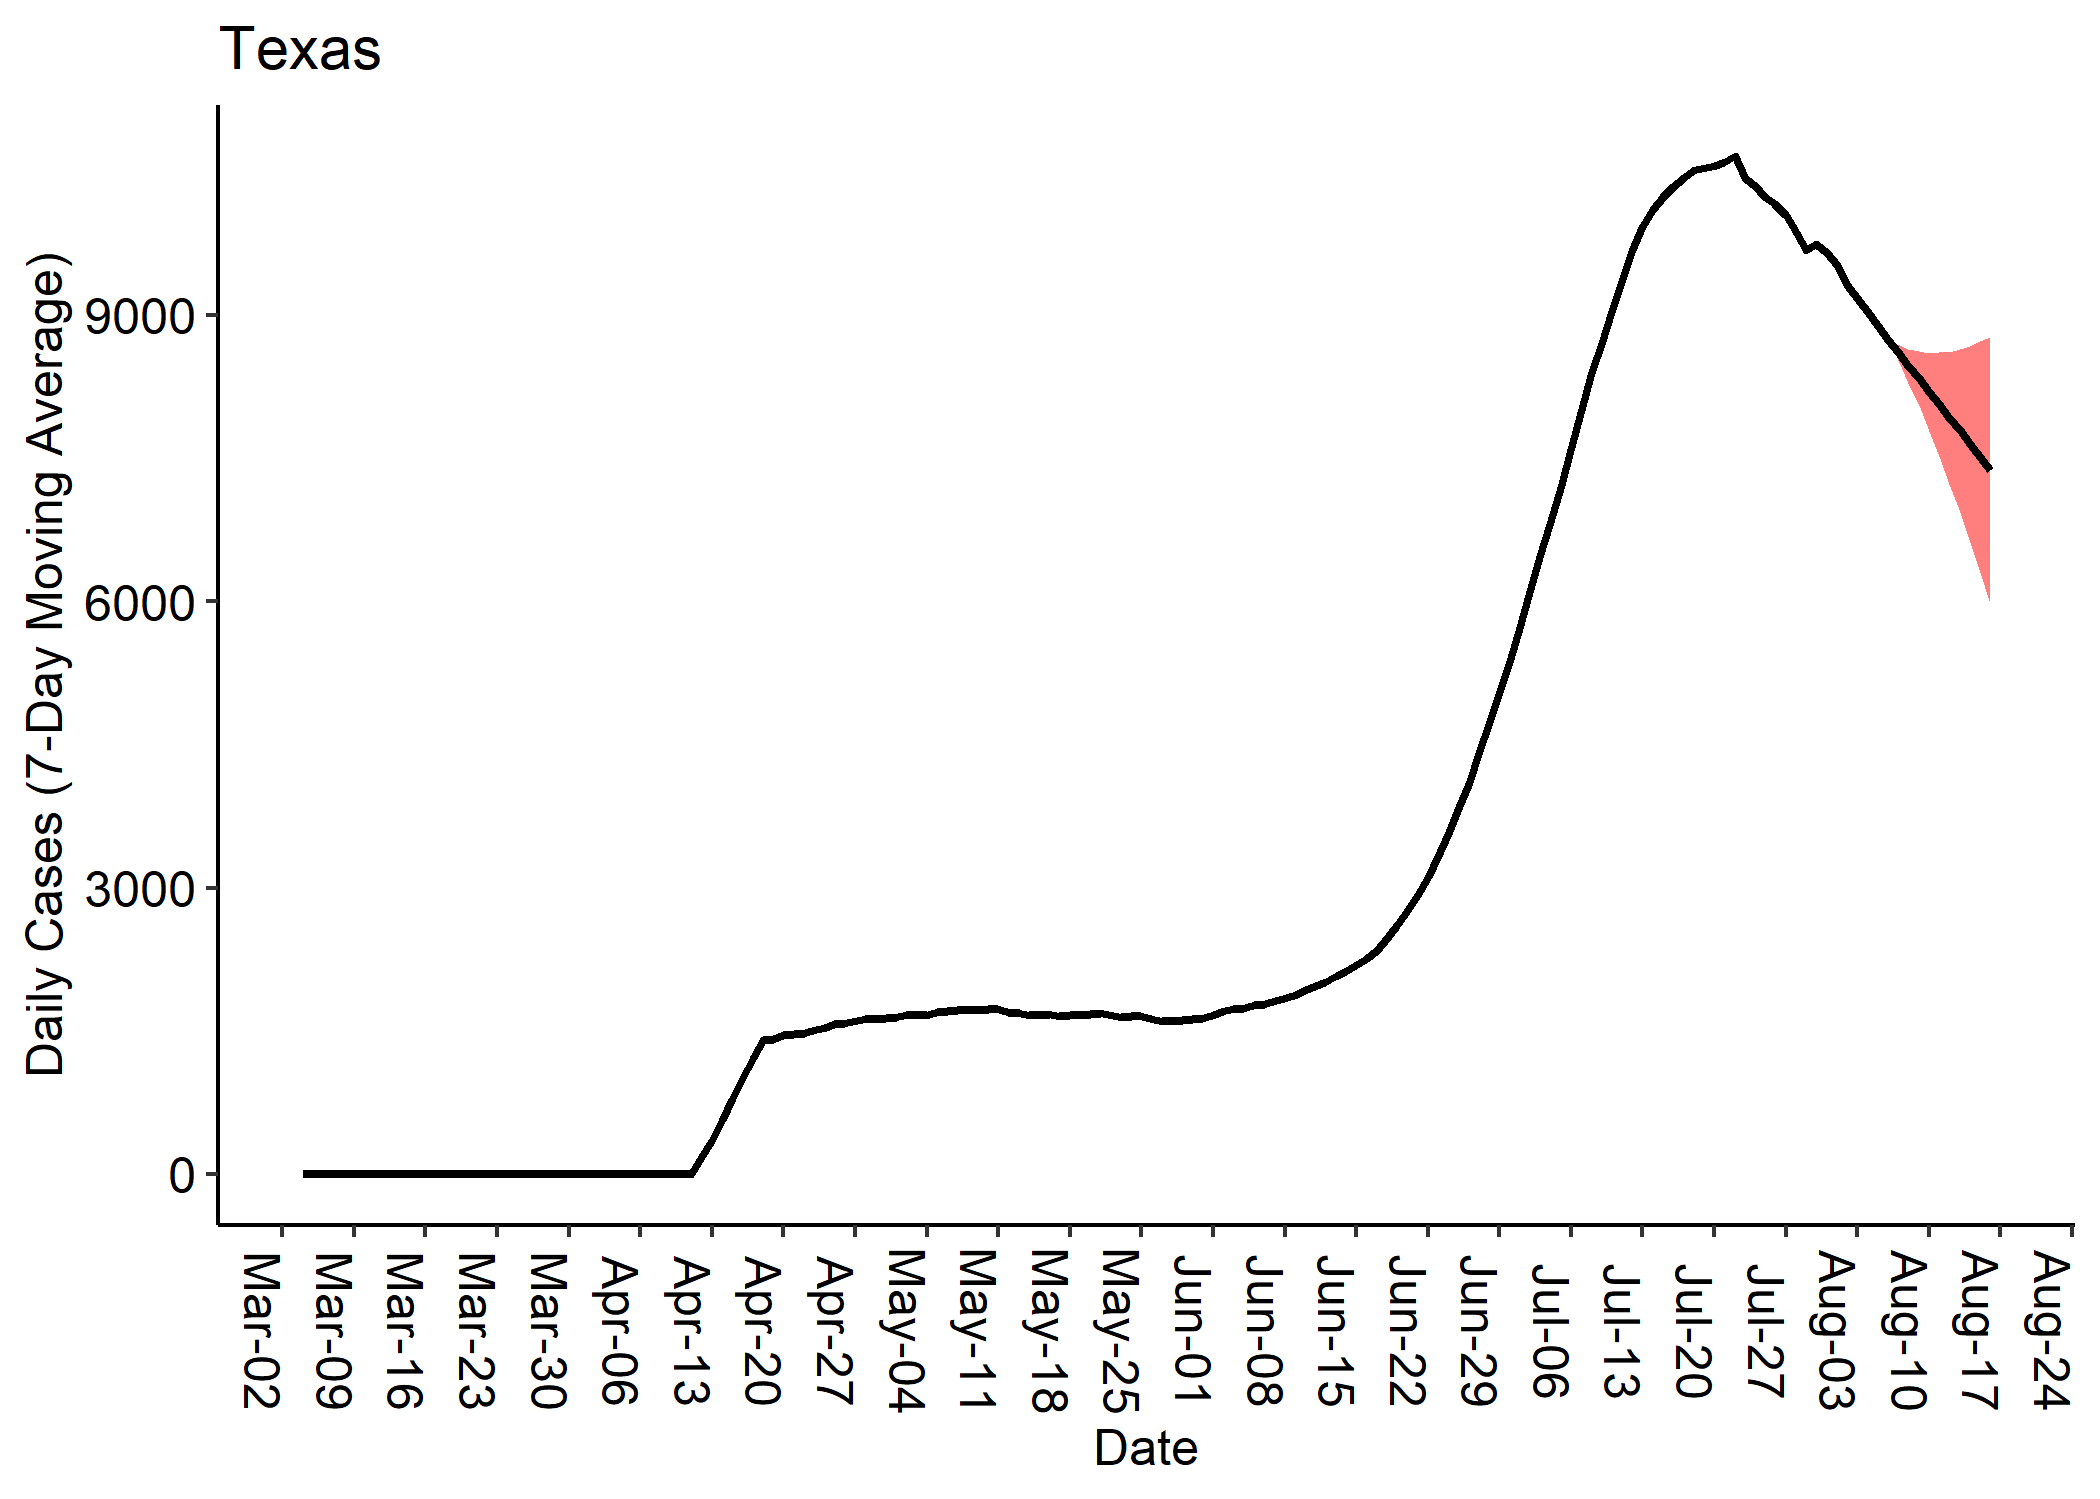 Texas
Daily Cases (7-Day Moving Average)
9000
6000
3000
0
Mar-02
Mar-09
Mar-16
Mar-23
Mar-30
Apr-06
Apr-13
Apr-20
Apr-27
May-04
May-11
May-18
May-25
Jun-01
Jun-08
Jun-15
Jun-22
Jun-29
Jul-06
Jul-13
Jul-20
Jul-27
Aug-03
Aug-10
Aug-17
Aug-24
Date